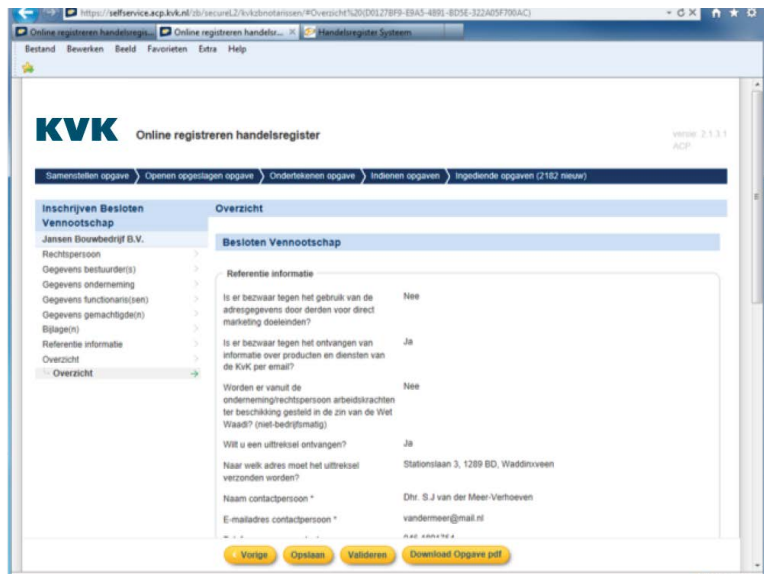 https://selfservice.acp.kvk.nl/zb/secureL2/kvkzbnotarissen/#Overzicht%20(D0127BF9-E9A5-4891-8D5E-322A05F790AC)
Online registreren handelsregis...
Online registreren handelsr...
Handelsregister Systeem
Bestand Bewerken Beeld Favorieten Extra Help
KVK
Online registreren handelsregister
versie: 2.1.3.1
ACP
Samenstellen opgave
Openen opgeslagen opgave
Ondertekenen opgave
Indienen opgaven
Ingediende opgaven (2182 nieuw)
Inschrijven Besloten
Vennootschap
Jansen Bouwbedrijf B.V.
Rechtspersoon
Gegevens bestuurder(s)
Gegevens onderneming
Gegevens functionaris(sen)
Gegevens gemachtigde(n)
Bijlage(n)
Referentie informatie
Overzicht
Overzicht
Overzicht
Besloten Vennootschap
Referentie informatie
Is er bezwaar tegen het gebruik van de
adresgegevens door derden voor direct
marketing doeleinden?
Nee
Is er bezwaar tegen het ontvangen van
informatie over producten en diensten van
de KvK per email?
Ja
Worden er vanuit de
onderneming/rechtspersoon arbeidskrachten
ter beschikking gesteld in de zin van de Wet
Waadi? (niet-bedrijfsmatig)
Nee
Wilt u een uittreksel ontvangen?
Ja
Naar welk adres moet het uittreksel
verzonden worden?
Stationslaan 3, 1289 BD, Waddinxveen
Naam contactpersoon *
Dhr. S.J van der Meer-Verhoeven
E-mailadres contactpersoon *
vandermeer@mail.nl
Vorige
Opslaan
Valideren
Download Opgave pdf